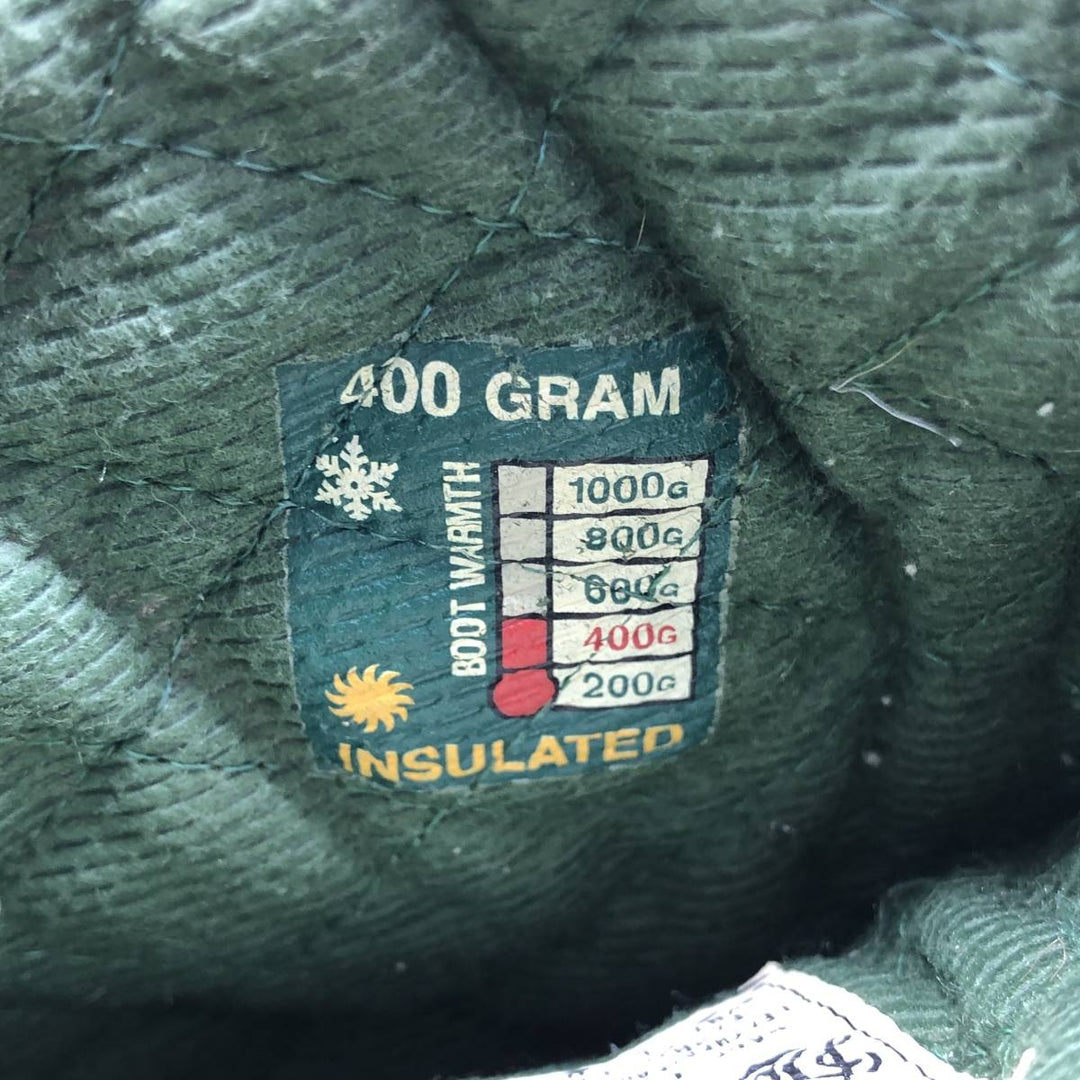 400 GRAM
BOOT WARMTH
1000G
800G
600G
400G
200G
INSULATED